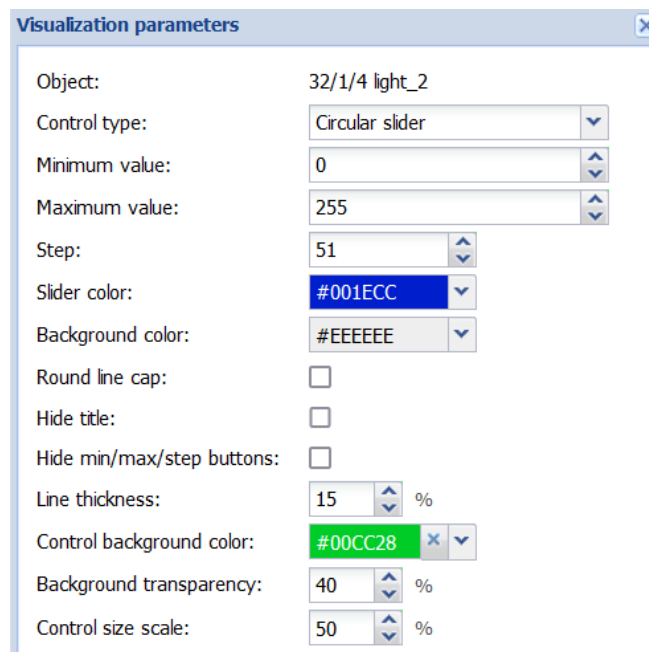 Visualization parameters
Object: 32/1/4 light_2
Control type: Circular slider
Minimum value: 0
Maximum value: 255
Step: 51
Slider color: #001ECC
Background color: #EEEEEE
Round line cap:
Hide title:
Hide min/max/step buttons:
Line thickness: 15 %
Control background color: #00CC28
Background transparency: 40 %
Control size scale: 50 %